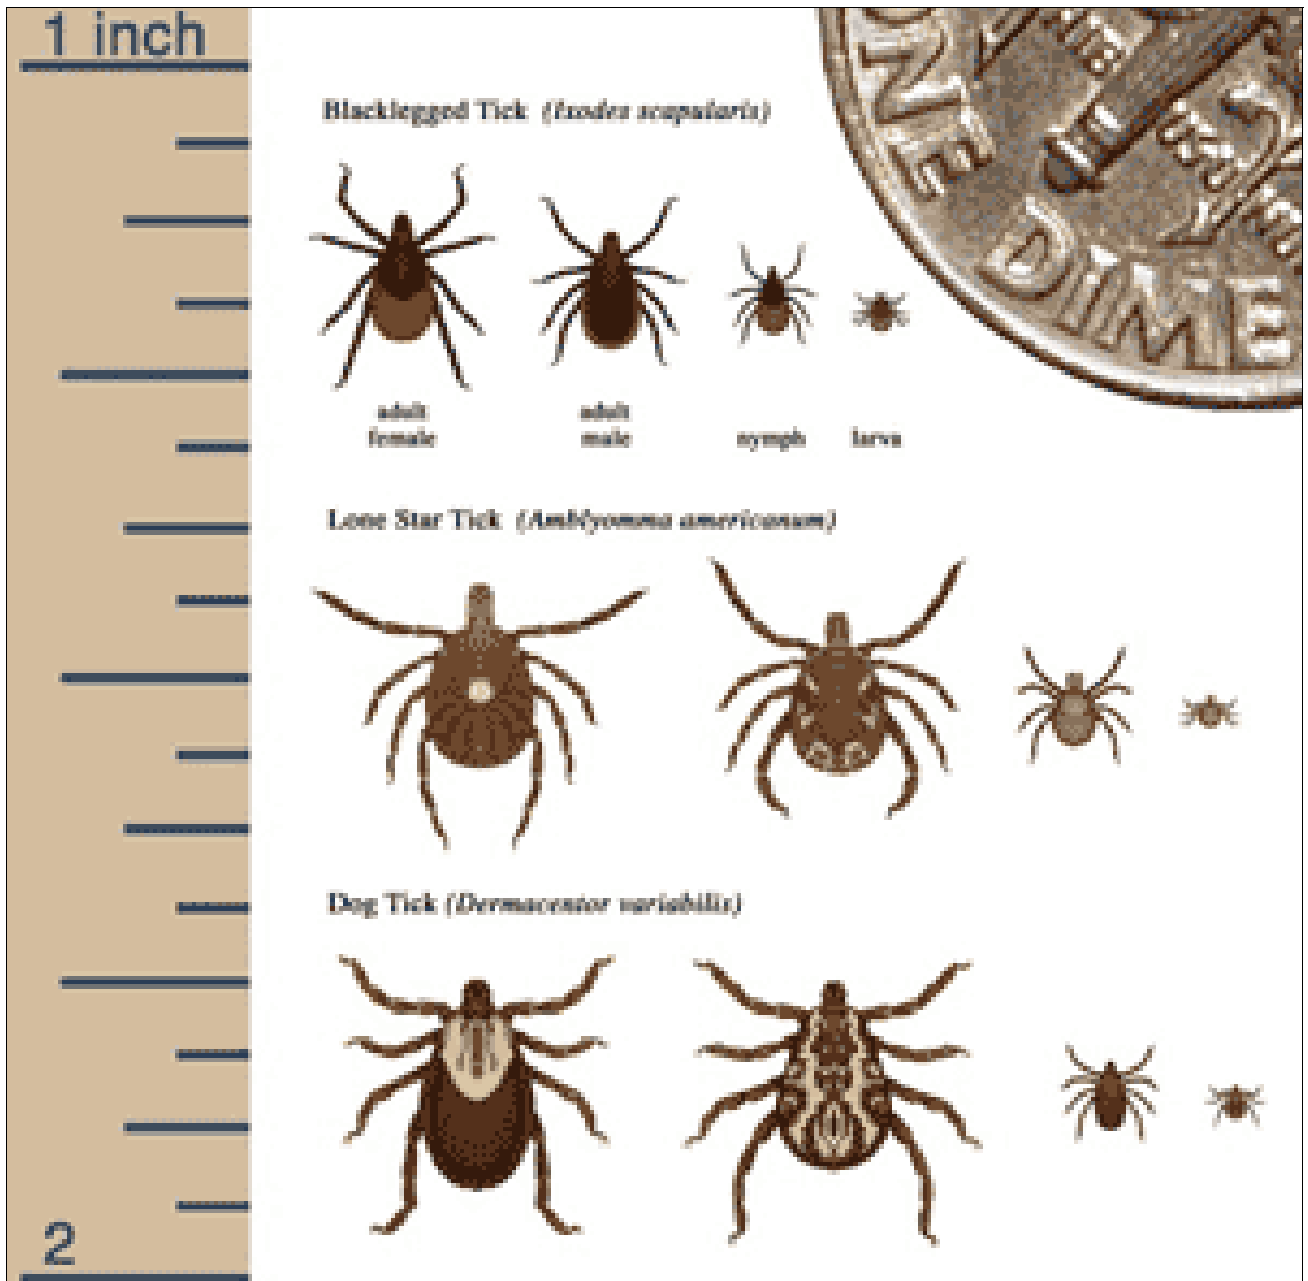 1 inch
Blacklegged Tick (Ixodes scapularis)
ONE DIME
adult female
adult male
nymph
larva
Lone Star Tick (Amblyomma americanum)
Dog Tick (Dermacentor variabilis)
2